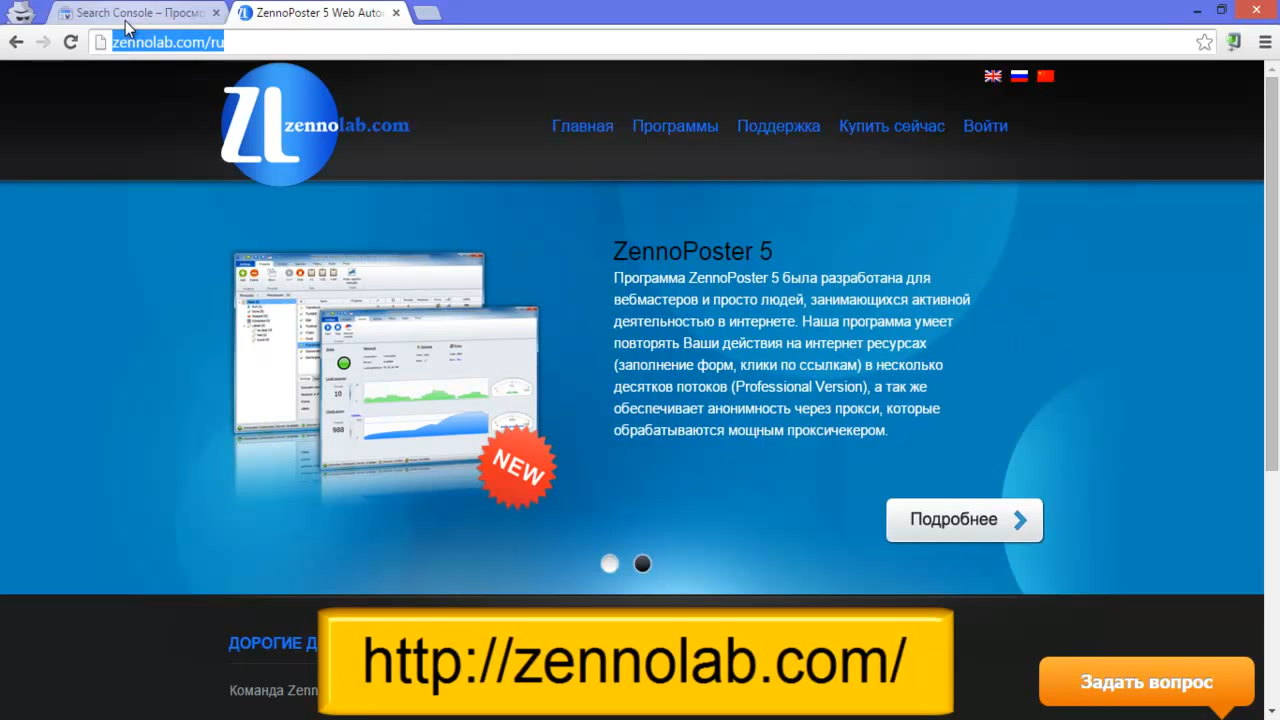 Search Console – Просмо
ZennoPoster 5 Web Autor
zennolab.com/ru
ZL zennolab.com
Главная Программы Поддержка Купить сейчас Войти
ZennoPoster 5
Программа ZennoPoster 5 была разработана для
вебмастеров и просто людей, занимающихся активной
деятельностью в интернете. Наша программа умеет
повторять Ваши действия на интернет ресурсах
(заполнение форм, клики по ссылкам) в несколько
десятков потоков (Professional Version), а так же
обеспечивает анонимность через прокси, которые
обрабатываются мощным проксичекером.
NEW
Подробнее
ДОРОГИЕ Д
Команда Zenn
http://zennolab.com/
Задать вопрос